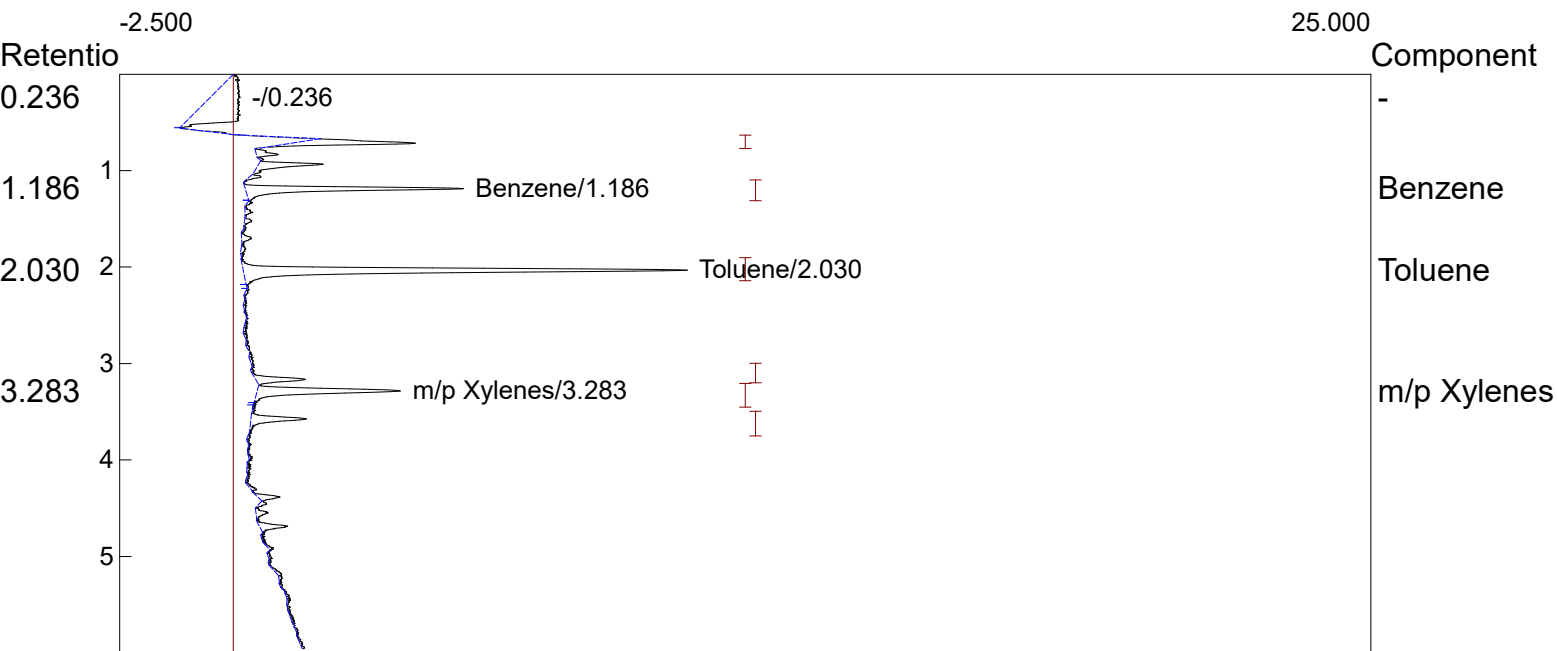 -2.500 25.000
Retentio Component
0.236 -/0.236 -
1
1.186 Benzene/1.186 Benzene
2.030 2 Toluene/2.030 Toluene
3
3.283 m/p Xylenes/3.283 m/p Xylenes
4
5